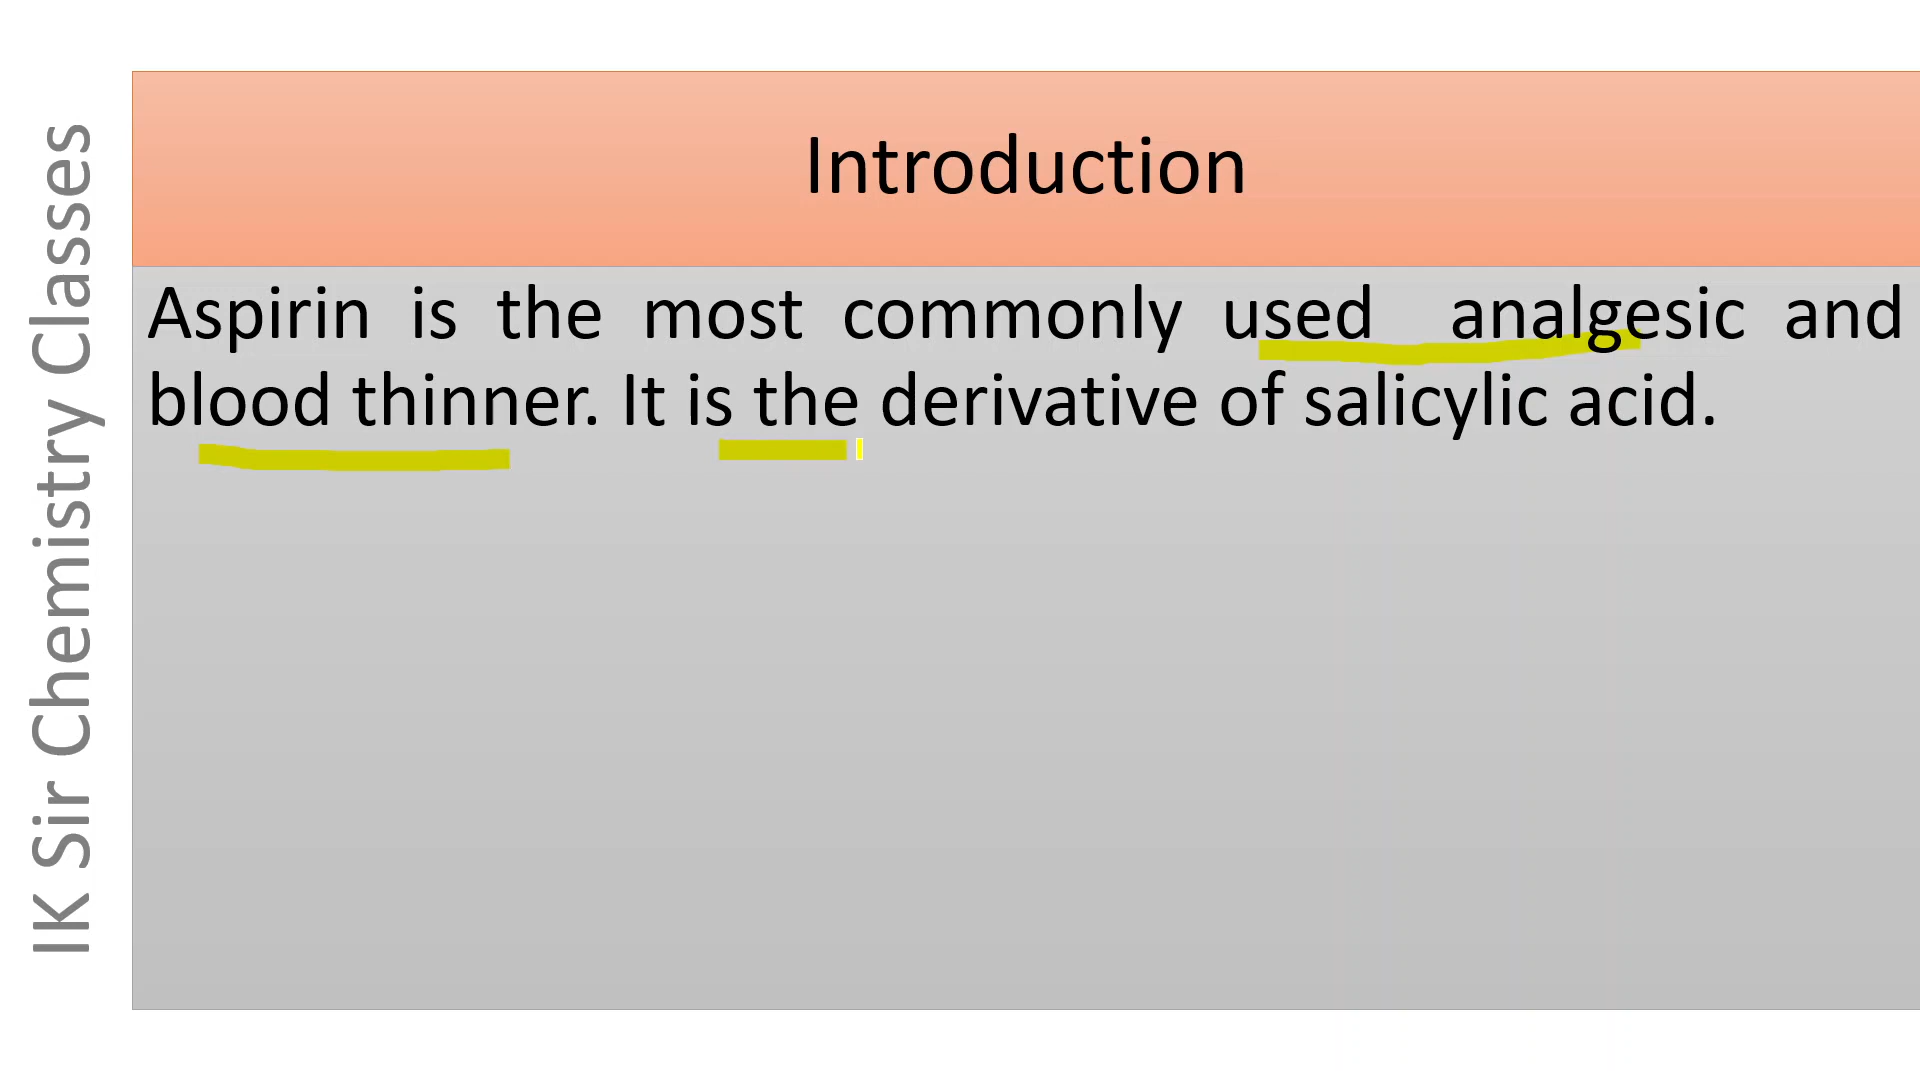 IK Sir Chemistry Classes
Introduction
Aspirin is the most commonly used analgesic and
blood thinner. It is the derivative of salicylic acid.